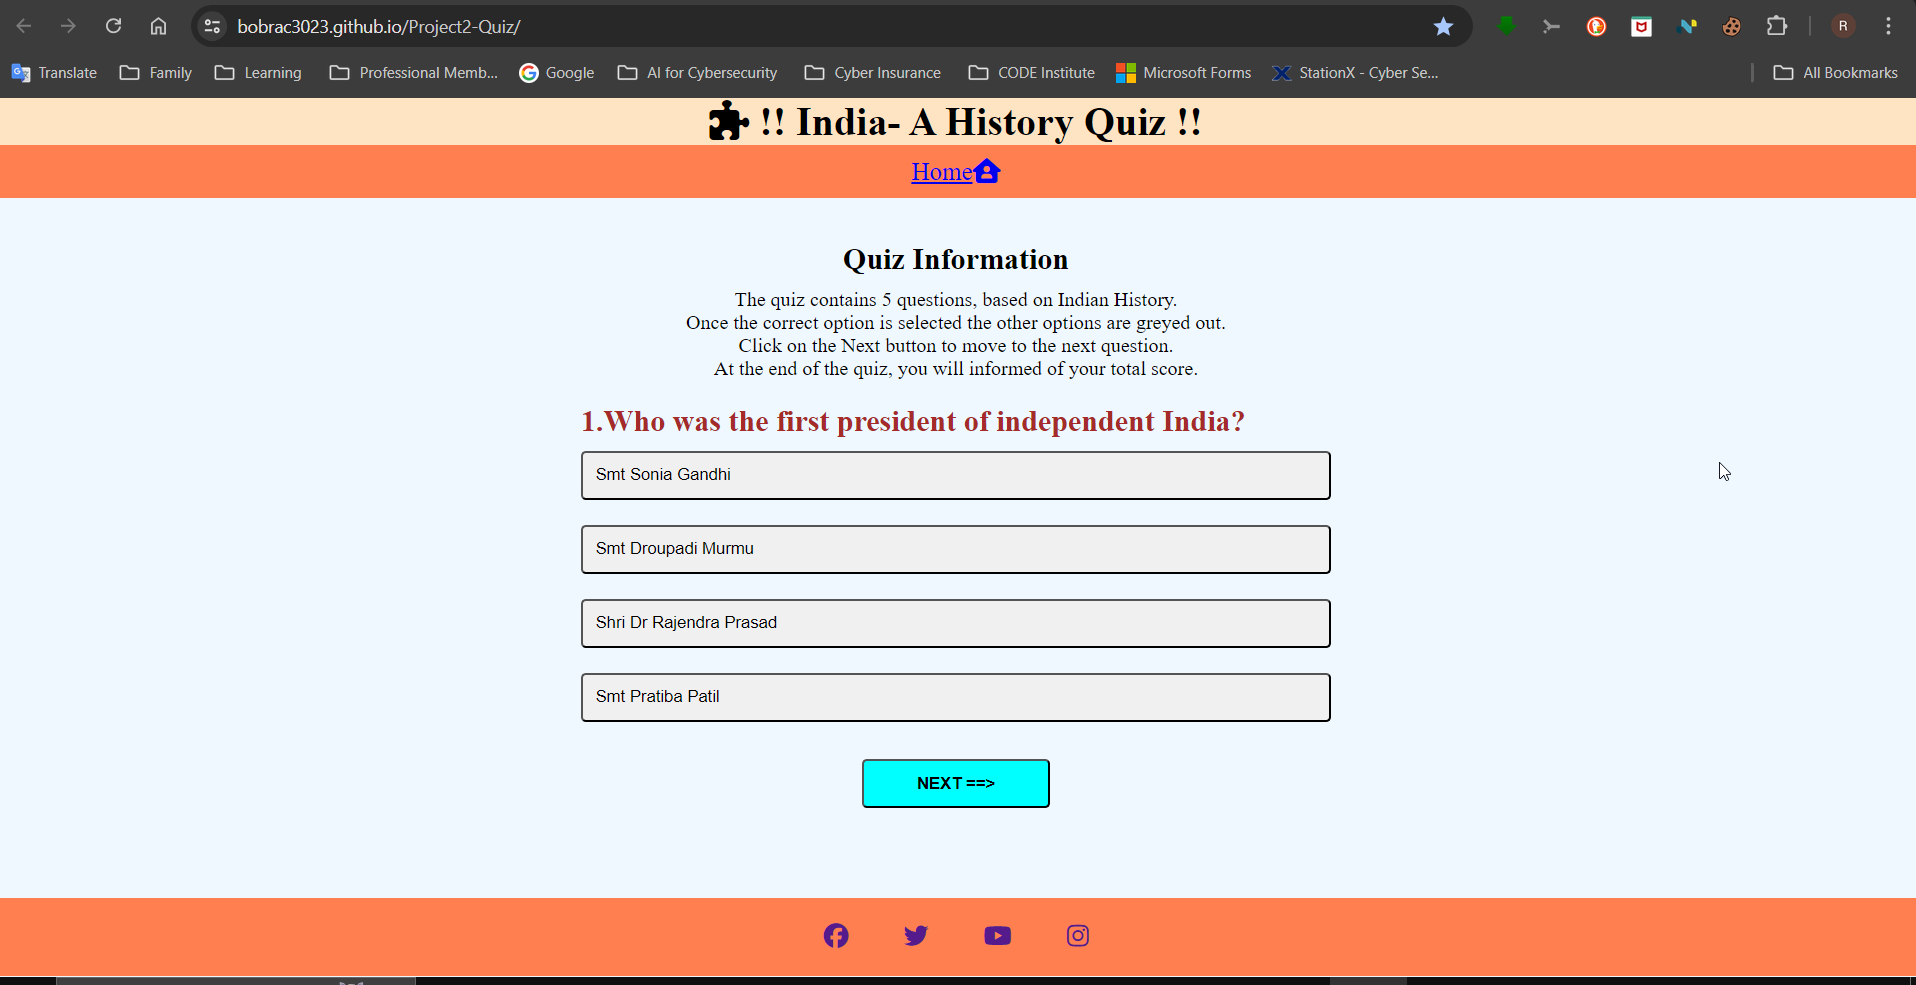 bobrac3023.github.io/Project2-Quiz/
R
Translate Family Learning Professional Memb... Google AI for Cybersecurity Cyber Insurance CODE Institute Microsoft Forms StationX - Cyber Se... All Bookmarks
!! India- A History Quiz !!
Home
Quiz Information
The quiz contains 5 questions, based on Indian History.
Once the correct option is selected the other options are greyed out.
Click on the Next button to move to the next question.
At the end of the quiz, you will informed of your total score.
1.Who was the first president of independent India?
Smt Sonia Gandhi
Smt Droupadi Murmu
Shri Dr Rajendra Prasad
Smt Pratiba Patil
NEXT ==>